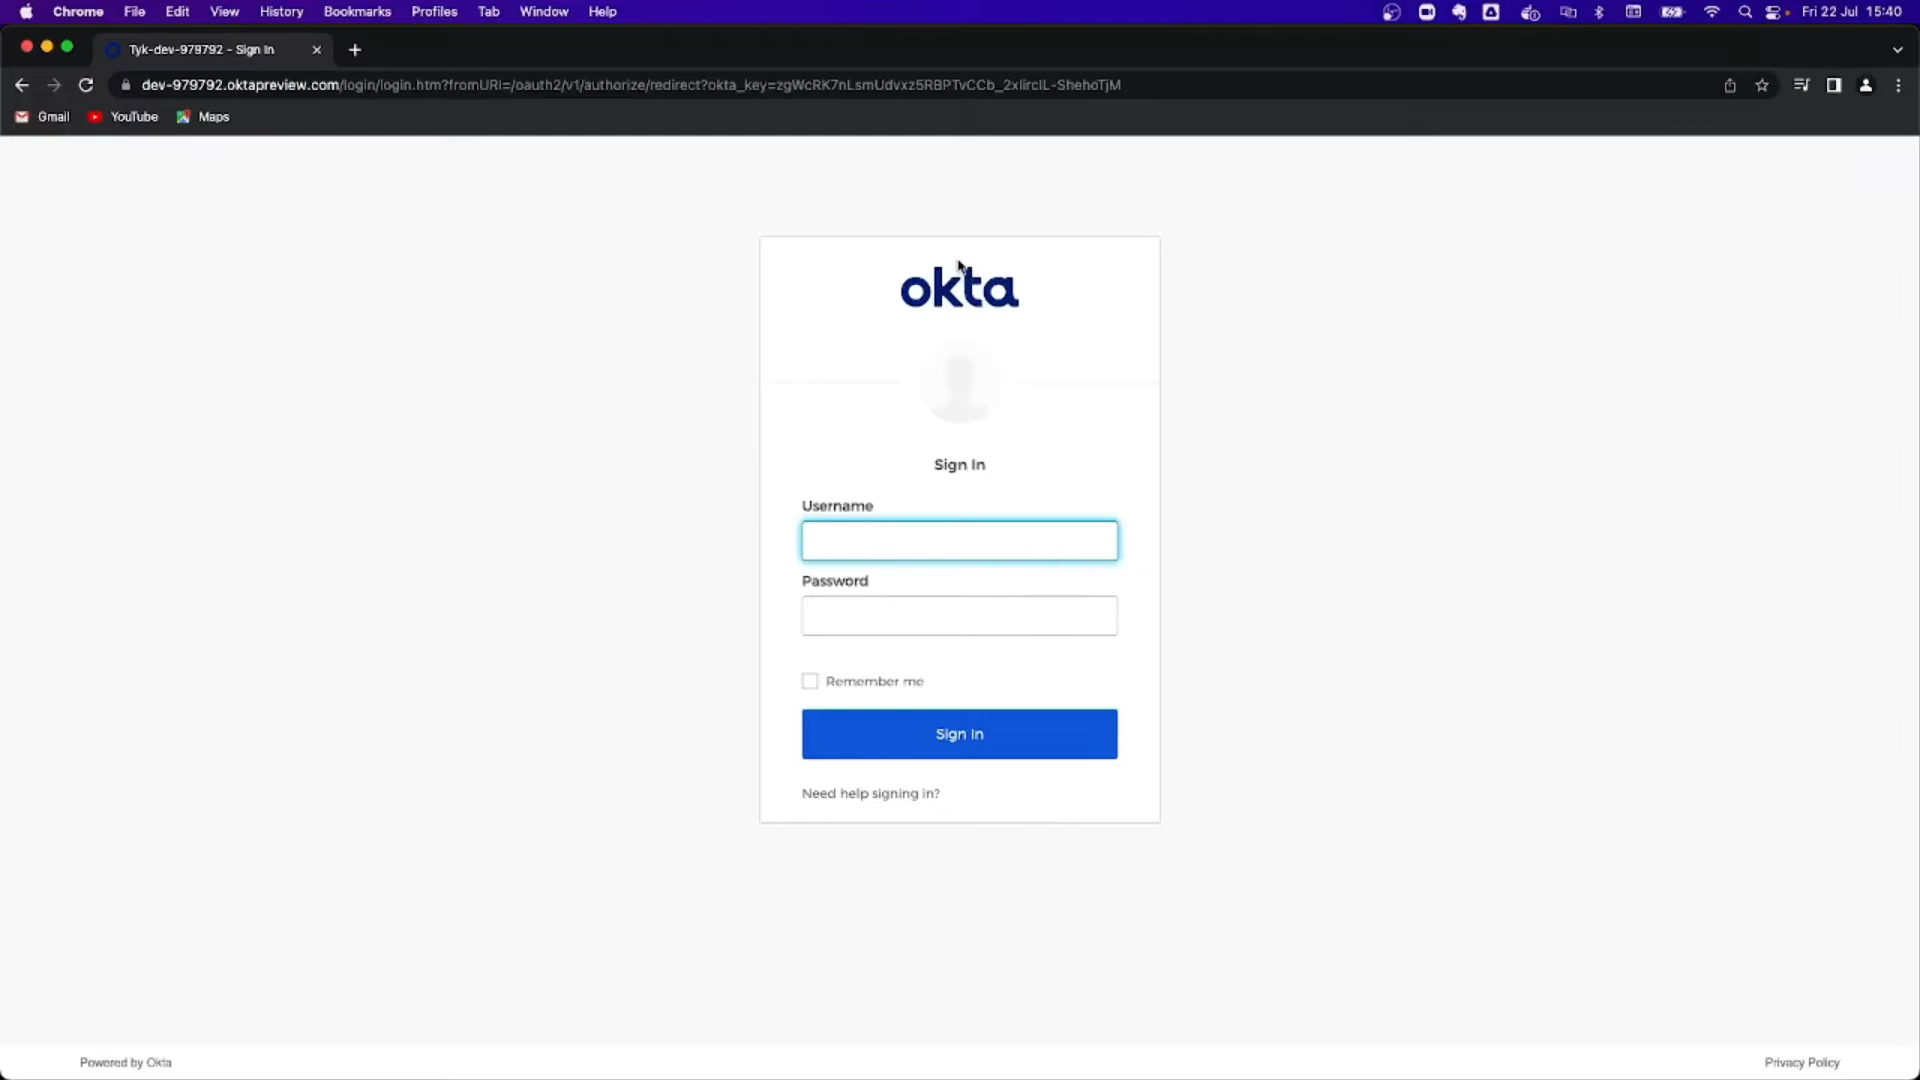 Chrome File Edit View History Bookmarks Profiles Tab Window Help Fri 22 Jul 15:40
Tyk-dev-979792 - Sign In
dev-979792.oktapreview.com/login/login.htm?fromURI=/oauth2/v1/authorize/redirect?okta_key=zgWcRK7nLsmUdvxz5RBPTvCCb_2xIircIL-ShehoTjM
Gmail YouTube Maps
okta
Sign In
Username
Password
Remember me
Sign In
Need help signing in?
Powered by Okta Privacy Policy